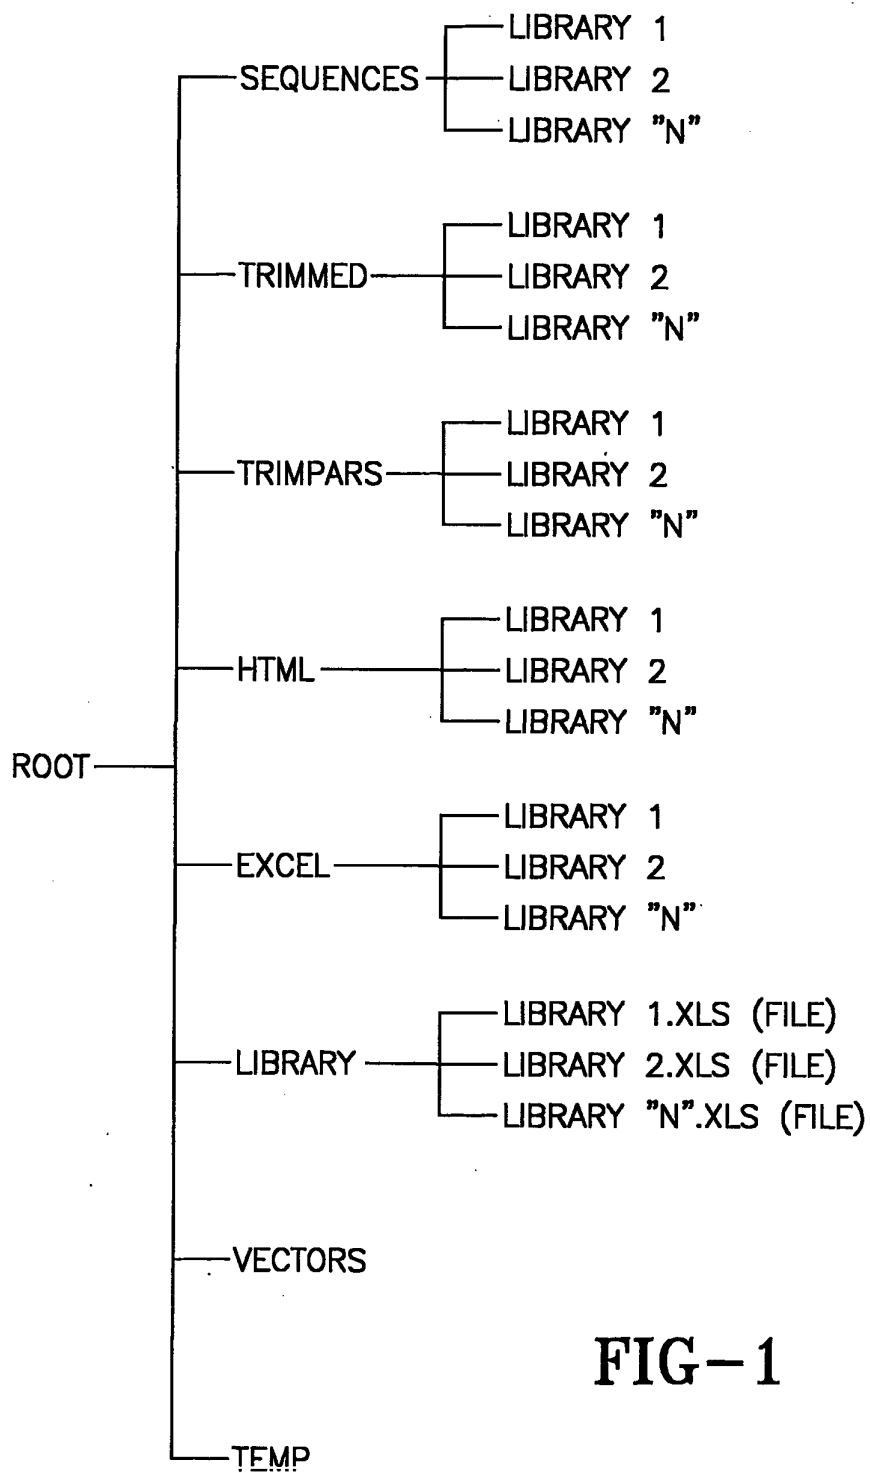 LIBRARY 1
SEQUENCES
LIBRARY 2
LIBRARY "N"
LIBRARY 1
TRIMMED
LIBRARY 2
LIBRARY "N"
LIBRARY 1
TRIMPARS
LIBRARY 2
LIBRARY "N"
LIBRARY 1
HTML
LIBRARY 2
LIBRARY "N"
ROOT
LIBRARY 1
EXCEL
LIBRARY 2
LIBRARY "N"
LIBRARY 1.XLS (FILE)
LIBRARY
LIBRARY 2.XLS (FILE)
LIBRARY "N".XLS (FILE)
VECTORS
FIG-1
TEMP